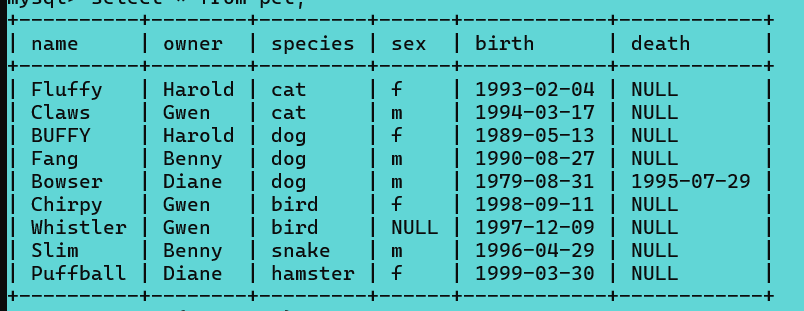 mysql> select * from pet;
+----------+--------+---------+------+------------+------------+
| name     | owner  | species | sex  | birth      | death      |
+----------+--------+---------+------+------------+------------+
| Fluffy   | Harold | cat     | f    | 1993-02-04 | NULL       |
| Claws    | Gwen   | cat     | m    | 1994-03-17 | NULL       |
| BUFFY    | Harold | dog     | f    | 1989-05-13 | NULL       |
| Fang     | Benny  | dog     | m    | 1990-08-27 | NULL       |
| Bowser   | Diane  | dog     | m    | 1979-08-31 | 1995-07-29 |
| Chirpy   | Gwen   | bird    | f    | 1998-09-11 | NULL       |
| Whistler | Gwen   | bird    | NULL | 1997-12-09 | NULL       |
| Slim     | Benny  | snake   | m    | 1996-04-29 | NULL       |
| Puffball | Diane  | hamster | f    | 1999-03-30 | NULL       |
+----------+--------+---------+------+------------+------------+